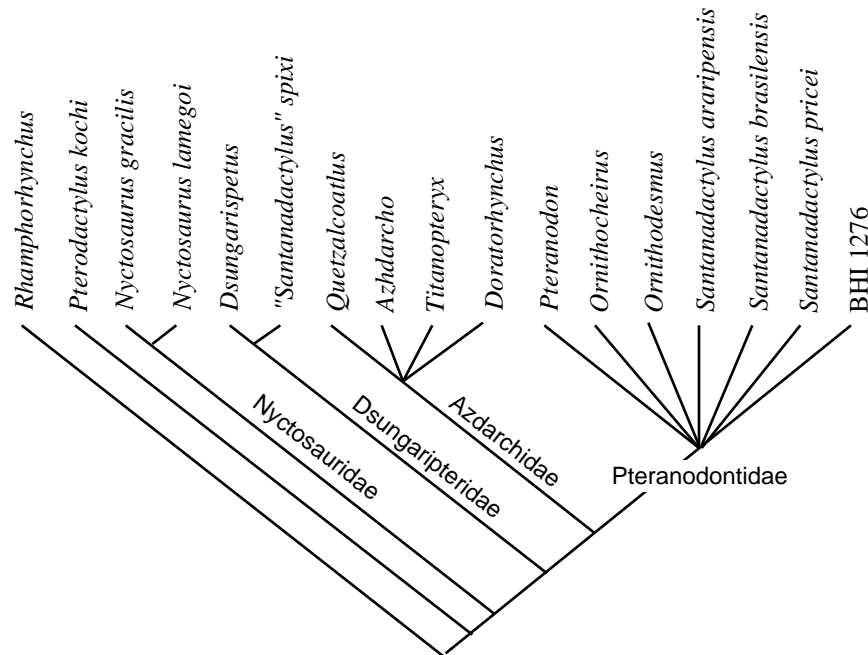 Rhamphorhynchus
Pterodactylus kochi
Nyctosaurus gracilis
Nyctosaurus lamegoi
Dsungarispetus
"Santanadactylus" spixi
Quetzalcoatlus
Azhdarcho
Titanopteryx
Doratorhynchus
Pteranodon
Ornithocheirus
Ornithodesmus
Santanadactylus araripensis
Santanadactylus brasilensis
Santanadactylus pricei
BHI 1276
Nyctosauridae
Dsungaripteridae
Azdarchidae
Pteranodontidae